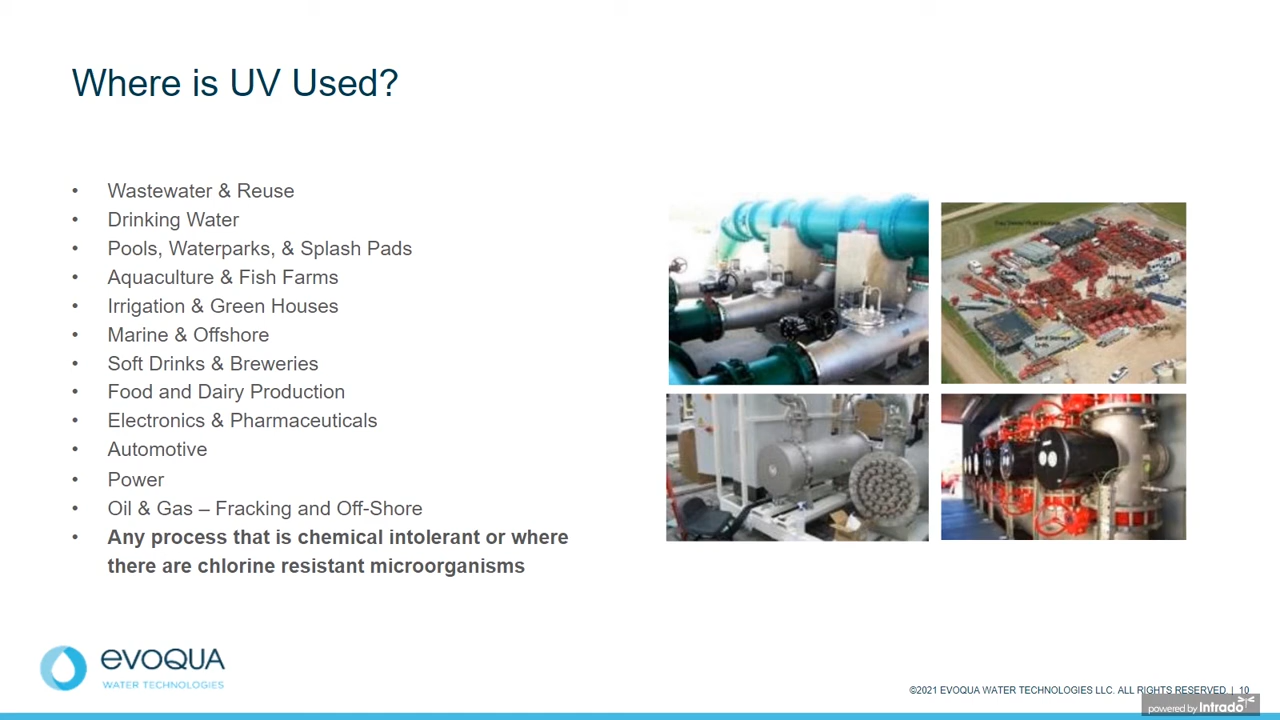 Where is UV Used?
• Wastewater & Reuse
• Drinking Water
• Pools, Waterparks, & Splash Pads
• Aquaculture & Fish Farms
• Irrigation & Green Houses
• Marine & Offshore
• Soft Drinks & Breweries
• Food and Dairy Production
• Electronics & Pharmaceuticals
• Automotive
• Power
• Oil & Gas – Fracking and Off-Shore
• Any process that is chemical intolerant or where
there are chlorine resistant microorganisms
Sand Storage
Units
evoQUA
WATER TECHNOLOGIES
©2021 EVOQUA WATER TECHNOLOGIES LLC. ALL RIGHTS RESERVED. | 10
powered by Intrado